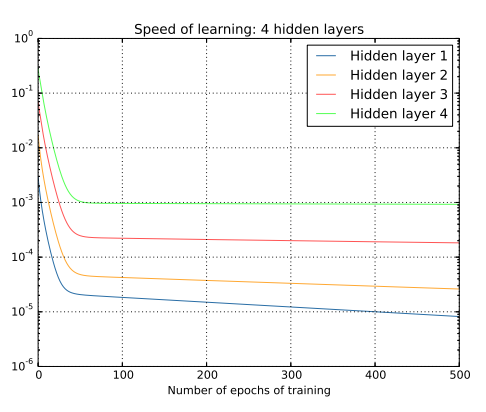 Speed of learning: 4 hidden layers
10^0
10^-1
10^-2
10^-3
10^-4
10^-5
10^-6
Hidden layer 1
Hidden layer 2
Hidden layer 3
Hidden layer 4
0 100 200 300 400 500
Number of epochs of training